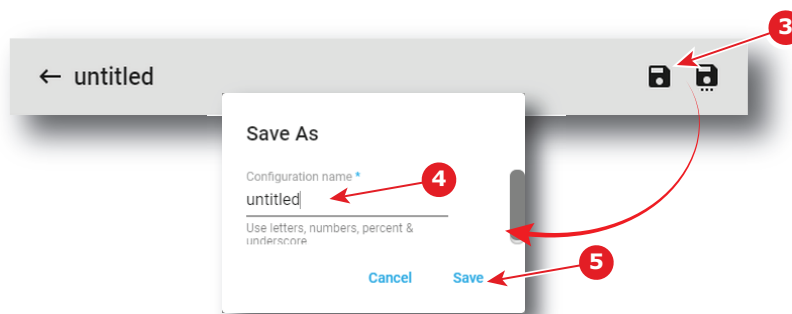 3
← untitled
Save As
Configuration name *
4
untitled
Use letters, numbers, percent &
underscore
Cancel
Save
5